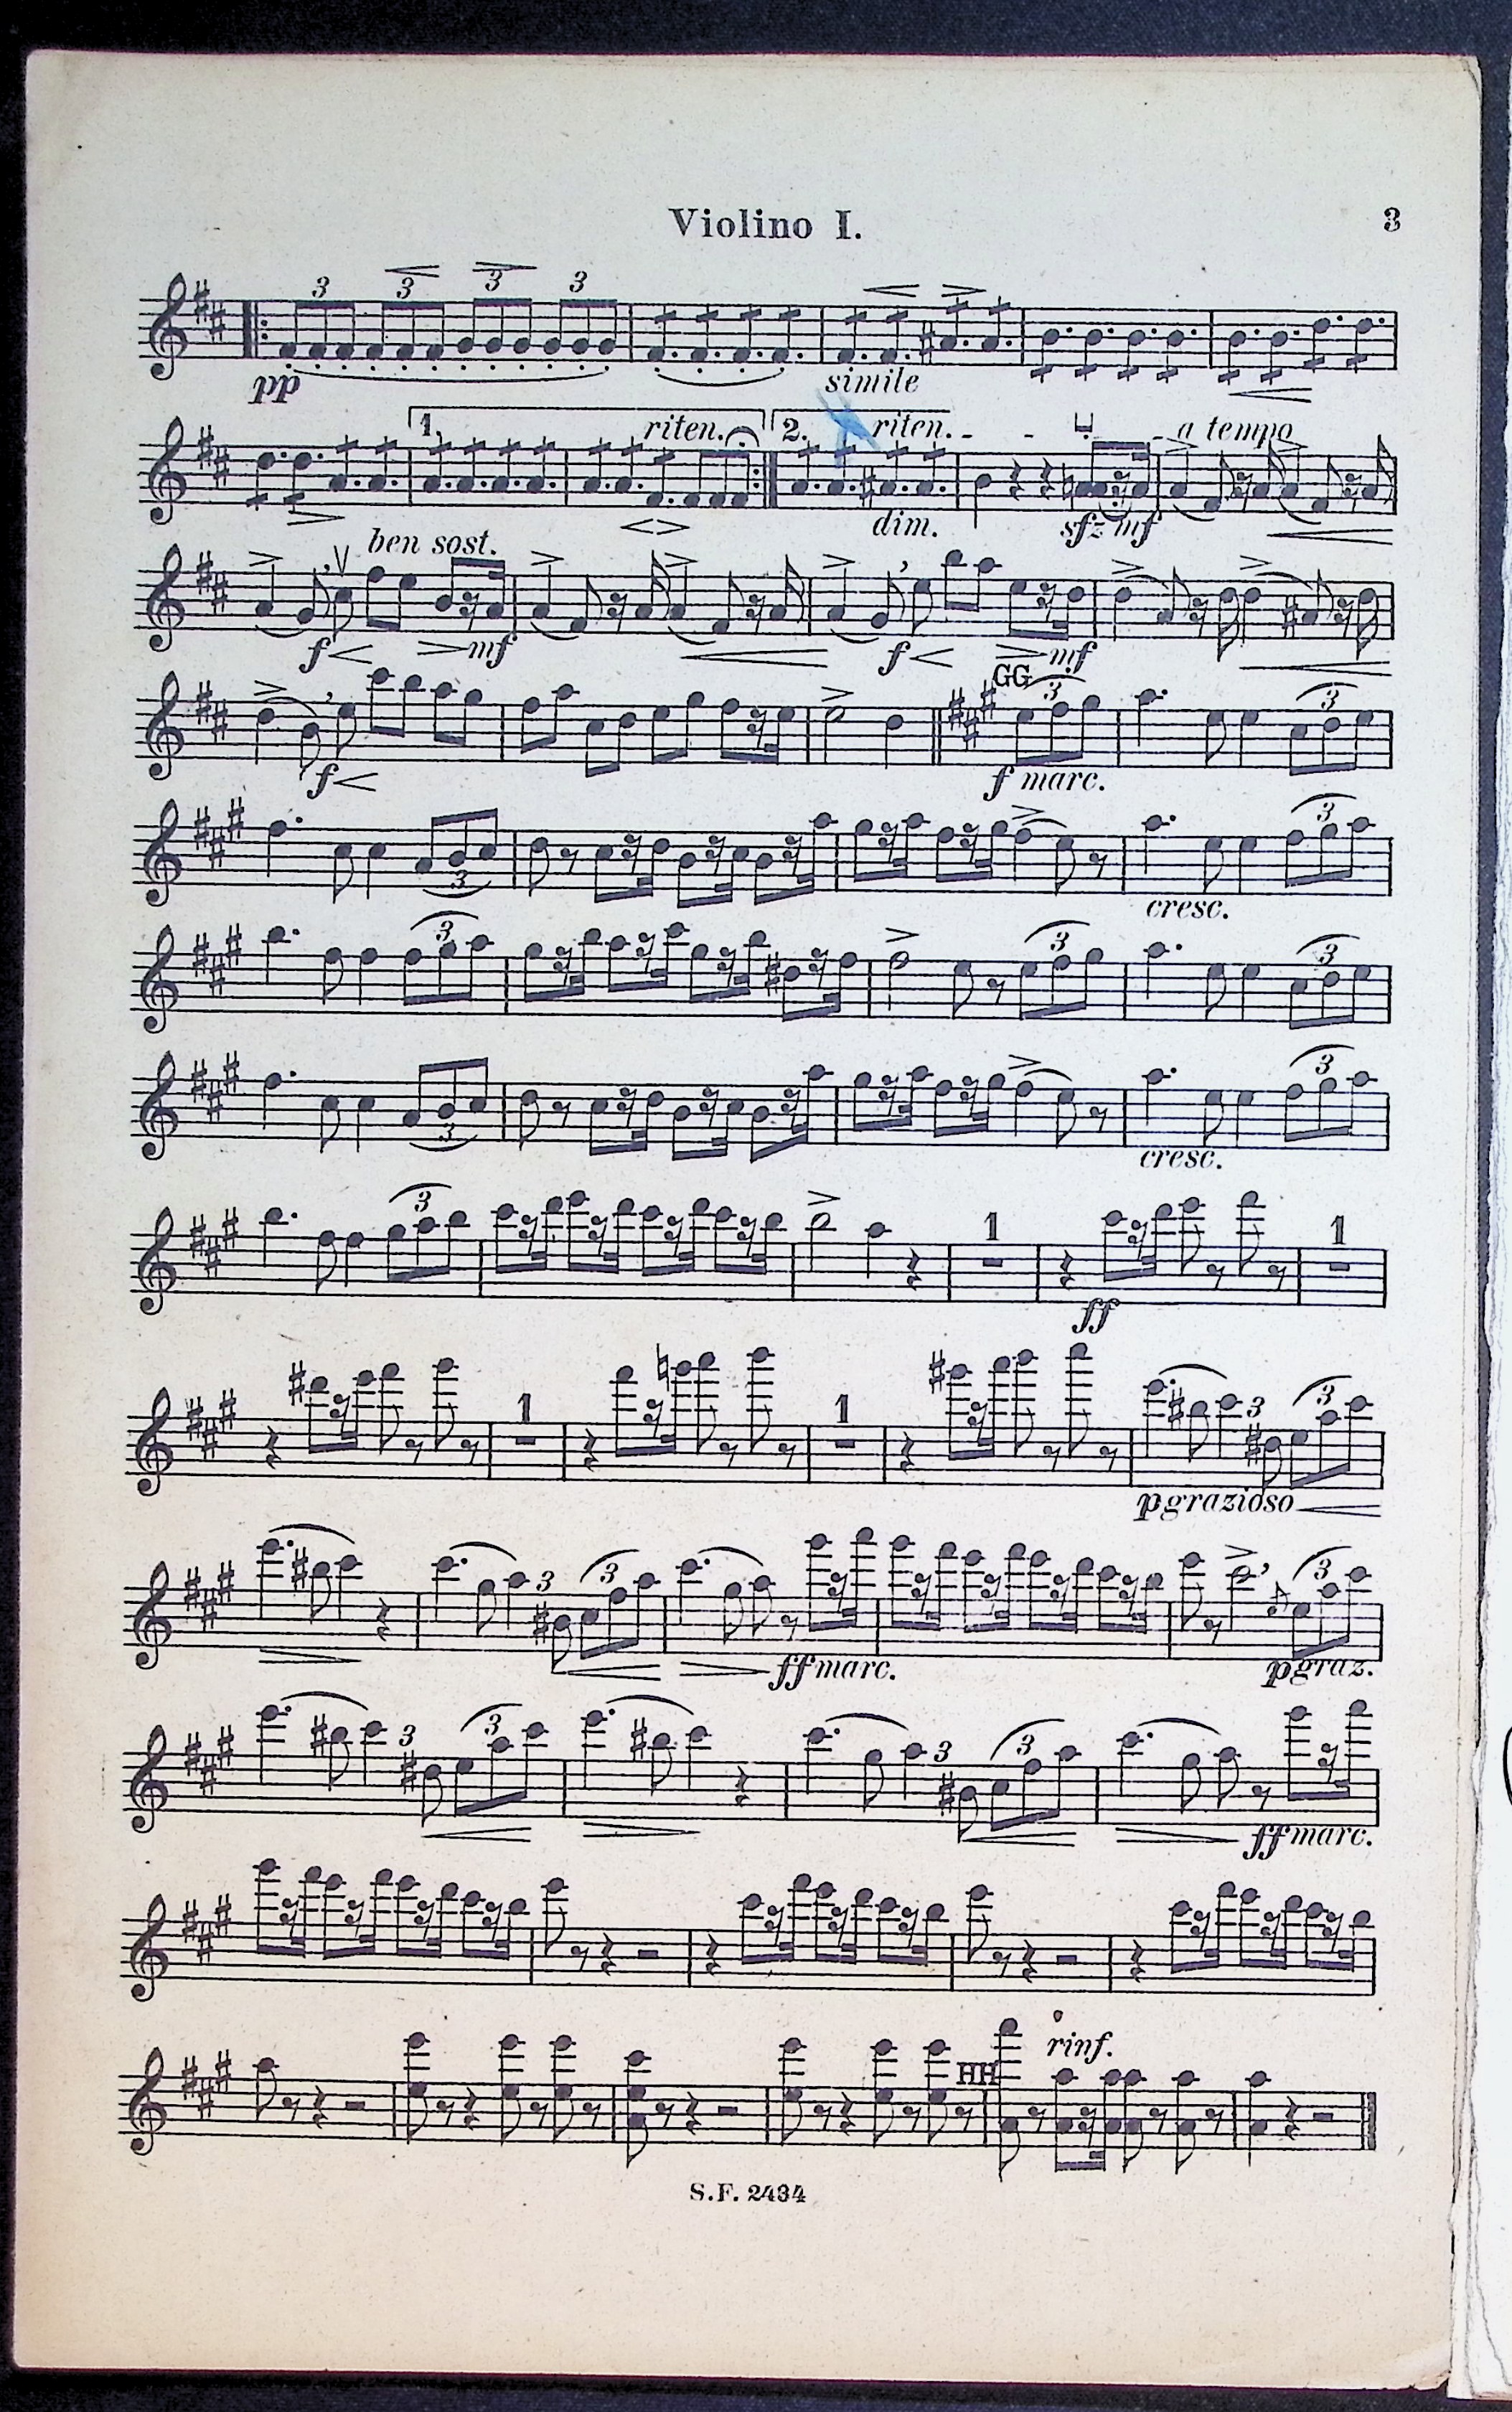 Violino I.
3
3 3 3 3
pp simile
1. riten. 2. riten. - - - a tempo
dim. sfz mf
ben sost.
f mf f mf
GG 3 3
f f marc.
3 3
cresc.
3 3 3
3 3
cresc.
3 1 1
ff
1 1 3 3
p grazioso
3 3 3
ff marc. p graz.
3 3 3 3
ff marc.
HH rinf.
S.F. 2434